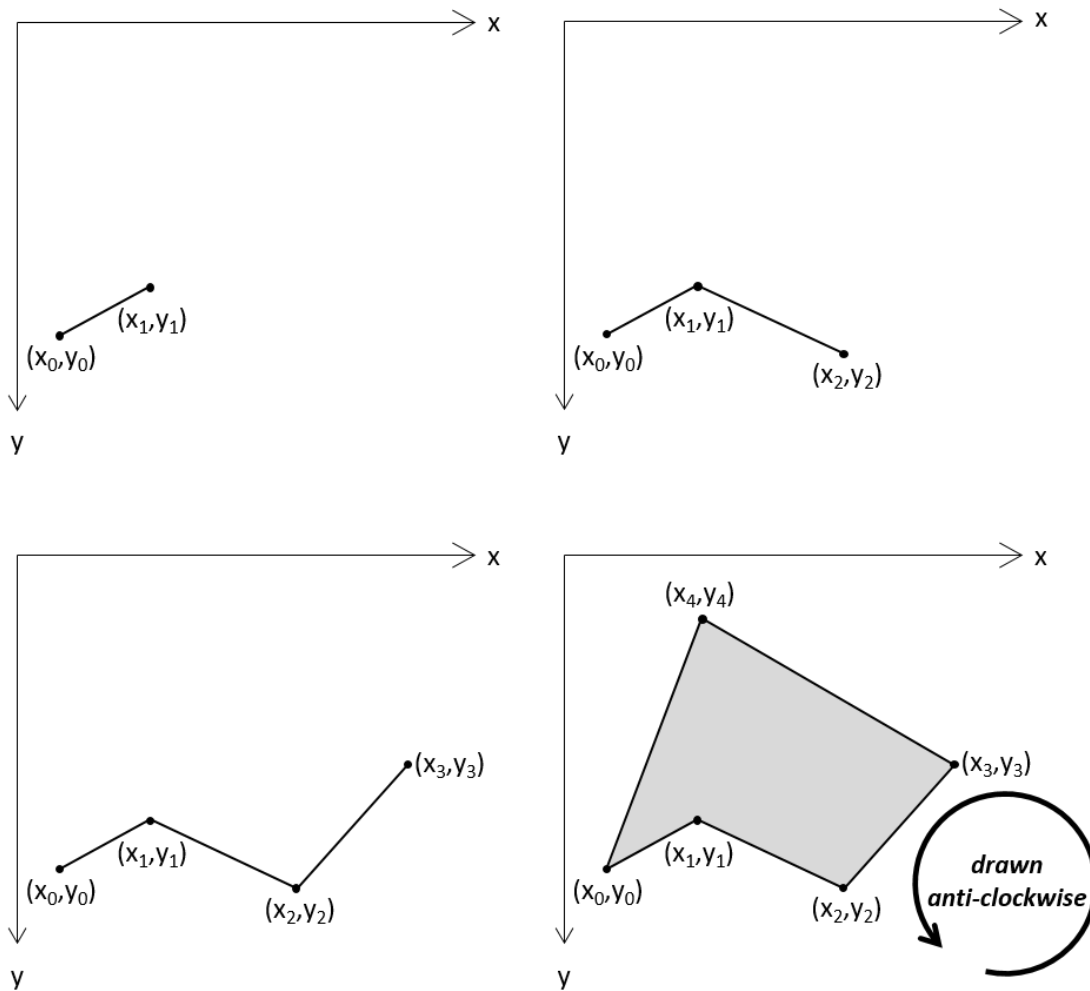 x
(x₁,y₁)
(x₀,y₀)
y
x
(x₁,y₁)
(x₀,y₀)
(x₂,y₂)
y
x
(x₃,y₃)
(x₁,y₁)
(x₀,y₀)
(x₂,y₂)
y
x
(x₄,y₄)
(x₃,y₃)
(x₁,y₁)
(x₀,y₀)
(x₂,y₂)
drawn
anti-clockwise
y